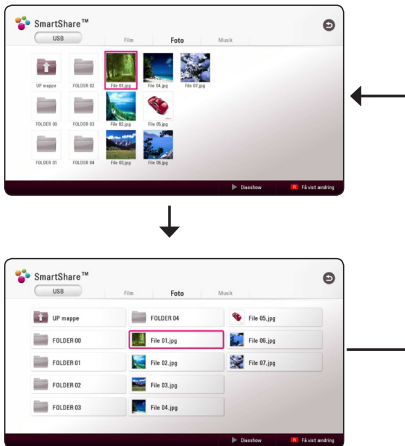 SmartShare™
USB
Film Foto Musik
UP mappe FOLDER 02 File 01.jpg File 04.jpg File 07.jpg
FOLDER 00 FOLDER 03 File 02.jpg File 05.jpg
FOLDER 01 FOLDER 04 File 03.jpg File 06.jpg
Diasshow Få vist ændring
SmartShare™
USB
Film Foto Musik
UP mappe FOLDER 04 File 05.jpg
FOLDER 00 File 01.jpg File 06.jpg
FOLDER 01 File 02.jpg File 07.jpg
FOLDER 02 File 03.jpg
FOLDER 03 File 04.jpg
Diasshow Få vist ændring